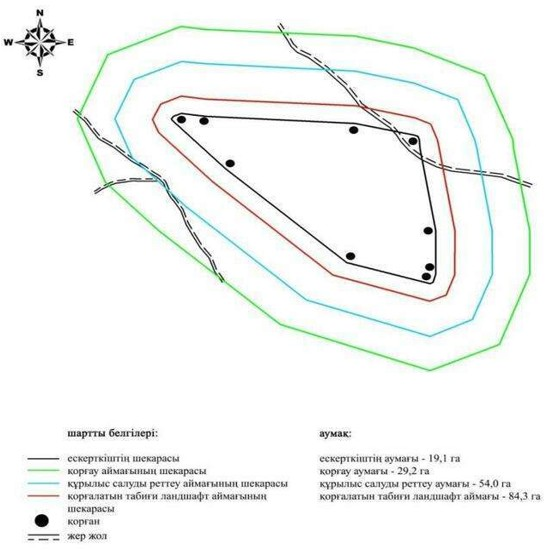 N
W E
S
шартты белгілері:
ескерткіштің шекарасы
қорғау аймағының шекарасы
құрылыс салуды реттеу аймағының шекарасы
қорғалатын табиғи ландшафт аймағының
шекарасы
қорған
жер жол
аумақ:
ескерткіштің аумағы - 19,1 га
қорғау аумағы - 29,2 га
құрылыс салуды реттеу аумағы - 54,0 га
қорғалатын табиғи ландшафт аймағы - 84,3 га